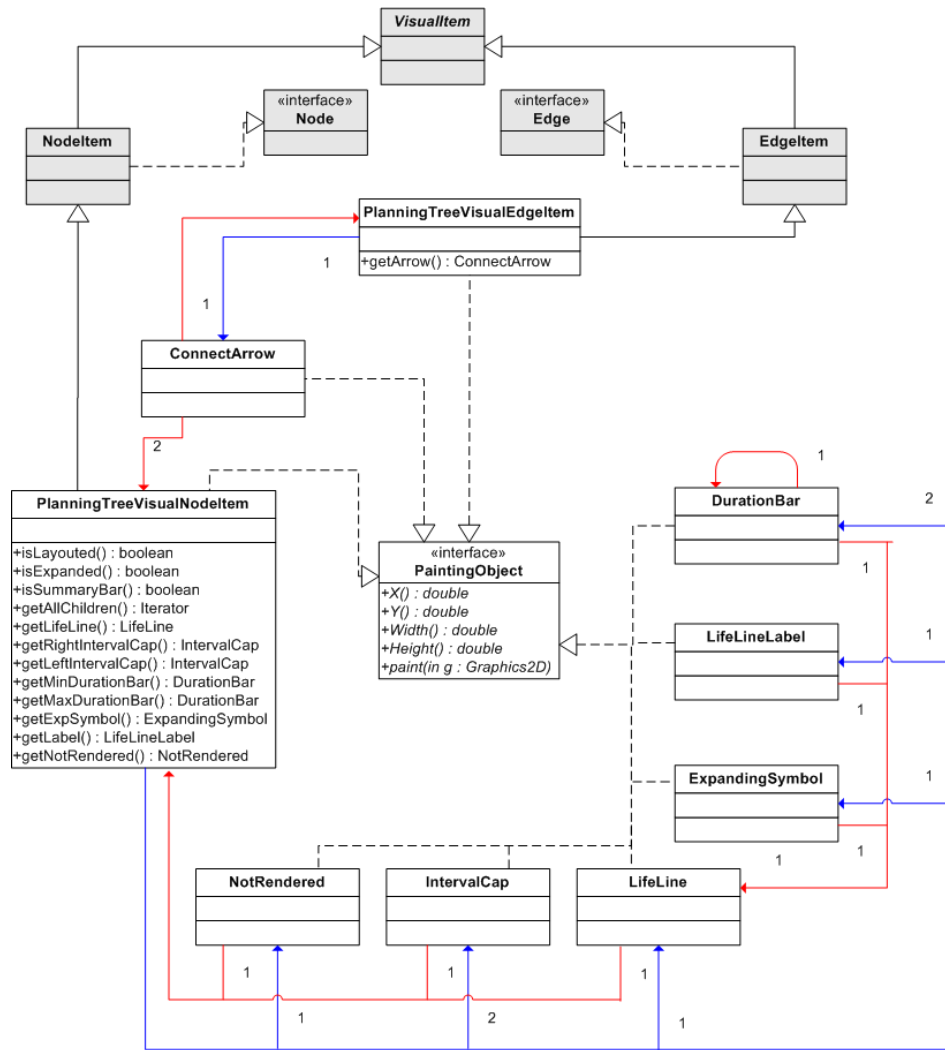 VisualItem
«interface»
Node
«interface»
Edge
NodeItem
EdgeItem
PlanningTreeVisualEdgeItem
+getArrow() : ConnectArrow
1
1
ConnectArrow
2
PlanningTreeVisualNodeItem
+isLayouted() : boolean
+isExpanded() : boolean
+isSummaryBar() : boolean
+getAllChildren() : Iterator
+getLifeLine() : LifeLine
+getRightIntervalCap() : IntervalCap
+getLeftIntervalCap() : IntervalCap
+getMinDurationBar() : DurationBar
+getMaxDurationBar() : DurationBar
+getExpSymbol() : ExpandingSymbol
+getLabel() : LifeLineLabel
+getNotRendered() : NotRendered
«interface»
PaintingObject
+X() : double
+Y() : double
+Width() : double
+Height() : double
+paint(in g : Graphics2D)
1
DurationBar
2
1
LifeLineLabel
1
1
ExpandingSymbol
1
1
1
NotRendered
IntervalCap
LifeLine
1
1
1
1
2
1